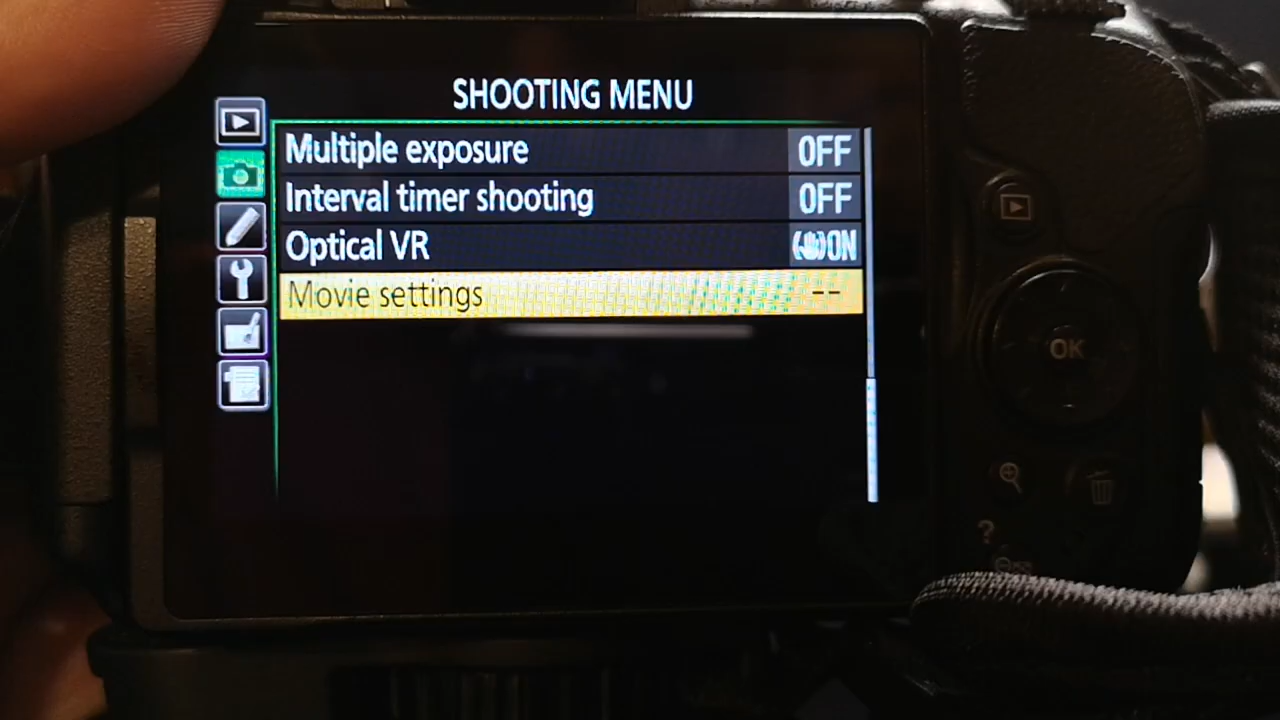 SHOOTING MENU
Multiple exposure OFF
Interval timer shooting OFF
Optical VR ON
Movie settings --
OK
?